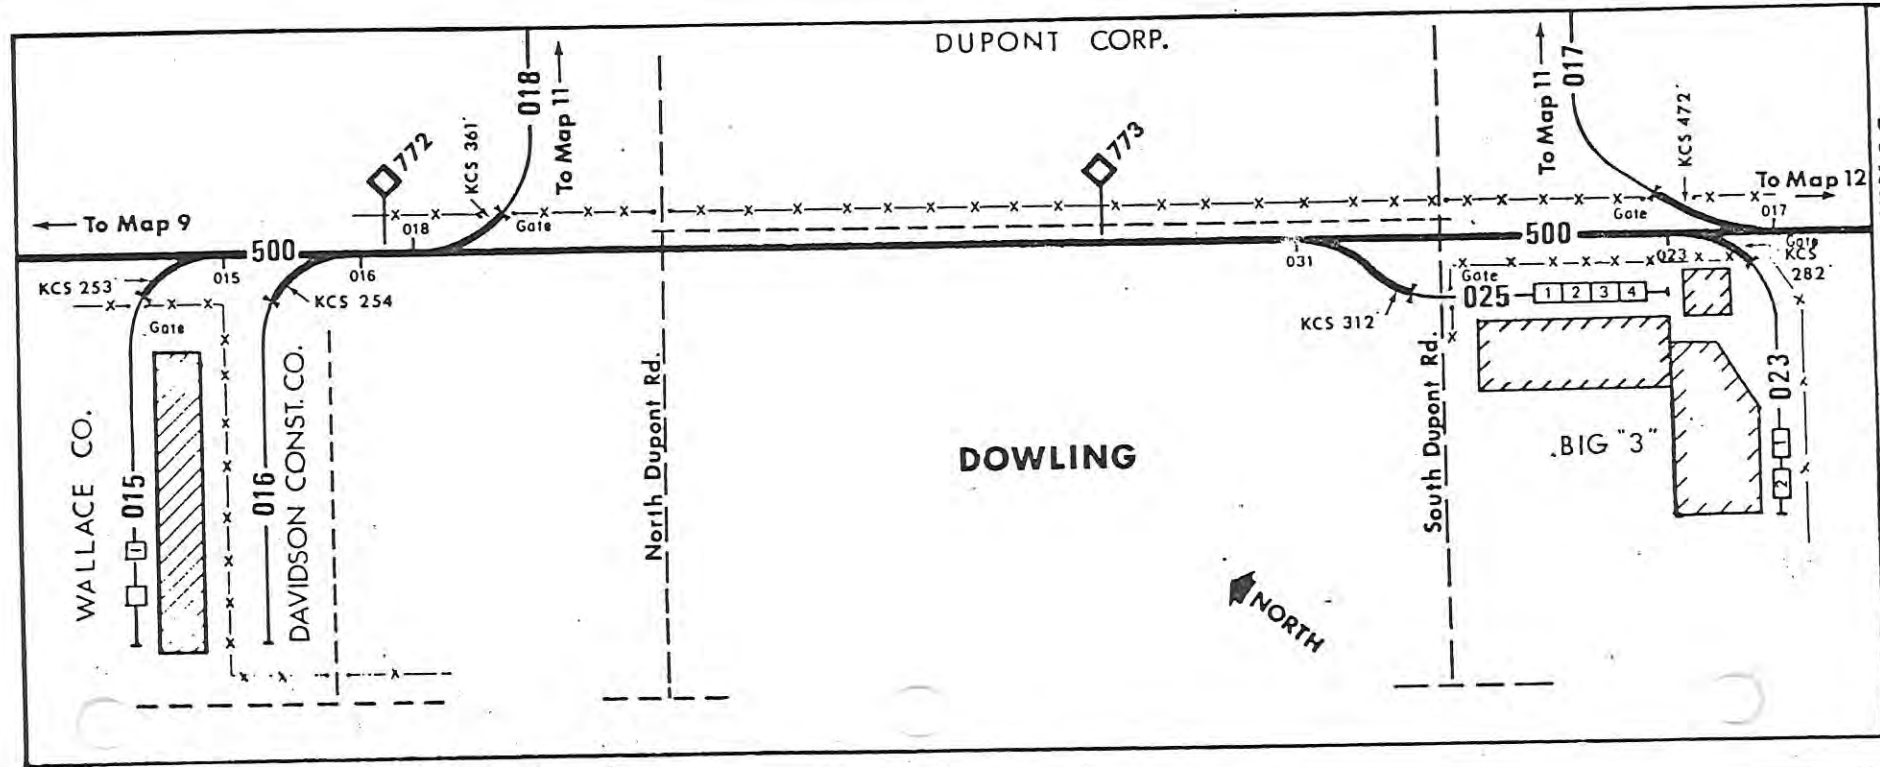 DUPONT CORP.
018
To Map 11
772
KCS 361'
773
017
To Map 11
KCS 472'
To Map 12
To Map 9
500
018
Gate
500
Gate
017
KCS 253'
015
016
KCS 254
031
023
Gate
KCS
282'
Gate
Gate
KCS 312'
025
1 2 3 4
WALLACE CO.
015
1
016
DAVIDSON CONST. CO.
North Dupont Rd.
DOWLING
South Dupont Rd.
BIG "3"
023
1
2
NORTH